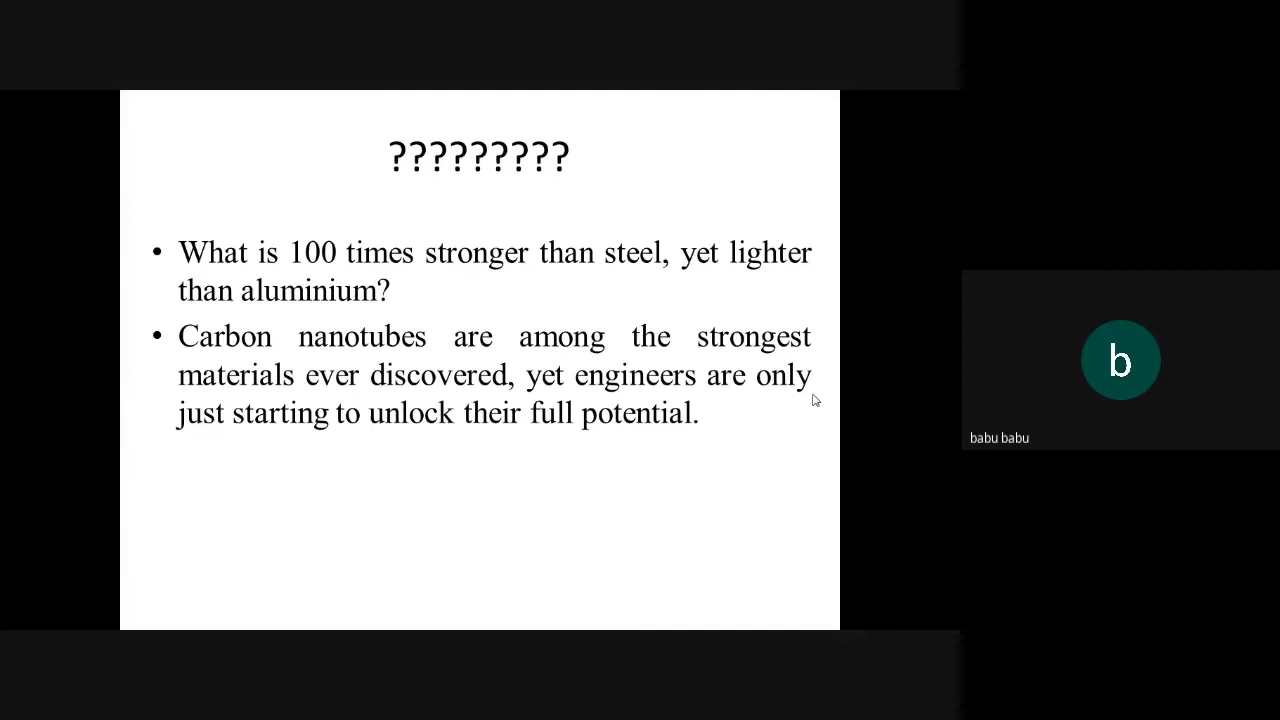 ?????????
• What is 100 times stronger than steel, yet lighter
than aluminium?
• Carbon nanotubes are among the strongest
materials ever discovered, yet engineers are only
just starting to unlock their full potential.
b
babu babu